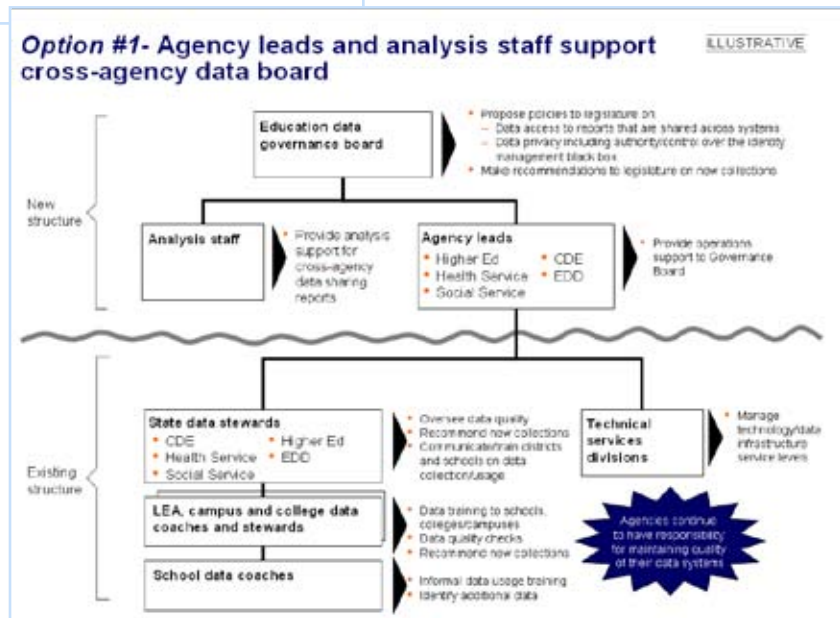 Option #1- Agency leads and analysis staff support
cross-agency data board
ILLUSTRATIVE
New
structure
Education data
governance board
• Propose policies to legislature on
– Data access to reports that are shared across systems
– Data privacy including authority/control over the identity
management black box
• Make recommendations to legislature on new collections
Analysis staff
• Provide analysis
support for
cross-agency
data sharing
reports
Agency leads
• Higher Ed
• Health Service
• Social Service
• CDE
• EDD
• Provide operations
support to Governance
Board
Existing
structure
State data stewards
• CDE
• Health Service
• Social Service
• Higher Ed
• EDD
• Oversee data quality
• Recommend new collections
• Communicate/train districts
and schools on data
collection/usage
Technical
services
divisions
• Manage
technology/data
infrastructure
service levels
LEA, campus and college data
coaches and stewards
• Data training to schools,
colleges/campuses
• Data quality checks
• Recommend new collections
School data coaches
• Informal data usage training
• Identify additional data
Agencies continue
to have responsibility
for maintaining quality
of their data systems